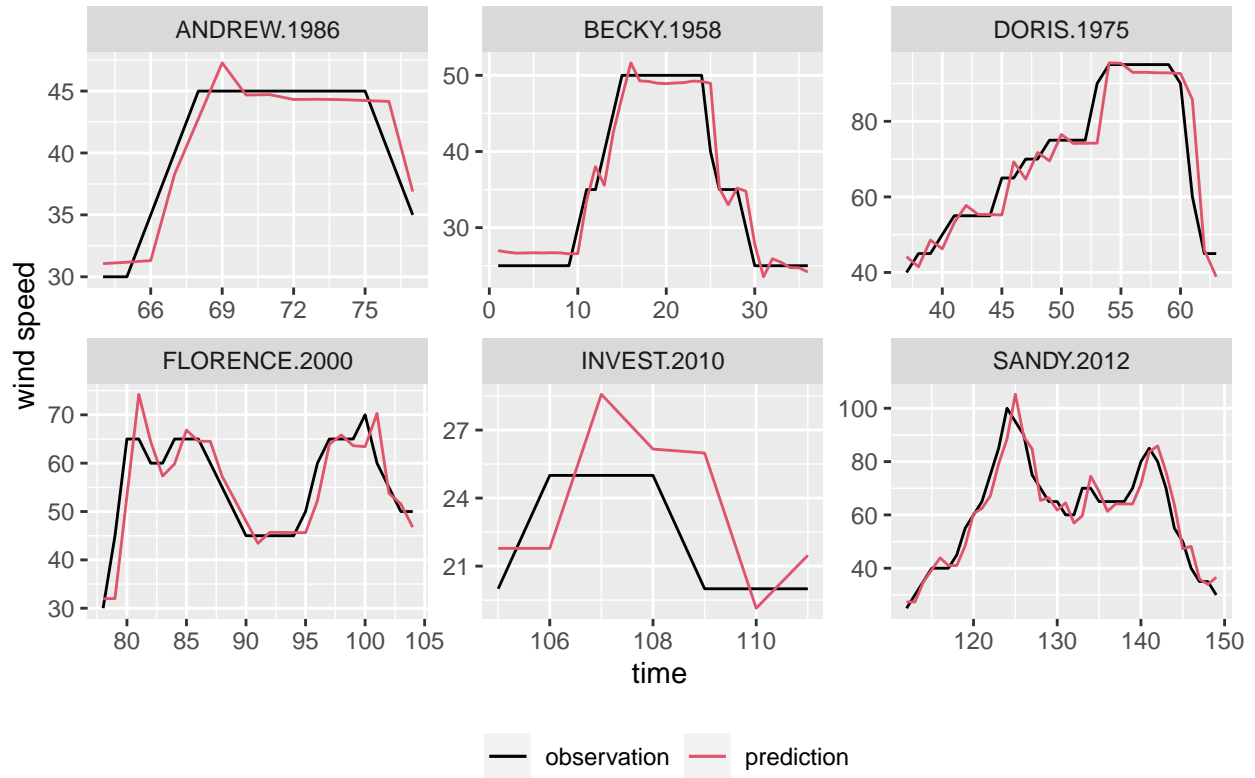 ANDREW.1986 BECKY.1958 DORIS.1975
45
40
35
30
66 69 72 75
50
40
30
0 10 20 30
80
60
40
40 45 50 55 60
wind speed
FLORENCE.2000 INVEST.2010 SANDY.2012
70
60
50
40
30
80 85 90 95 100 105
27
24
21
106 108 110
100
80
60
40
120 130 140 150
time
observation prediction